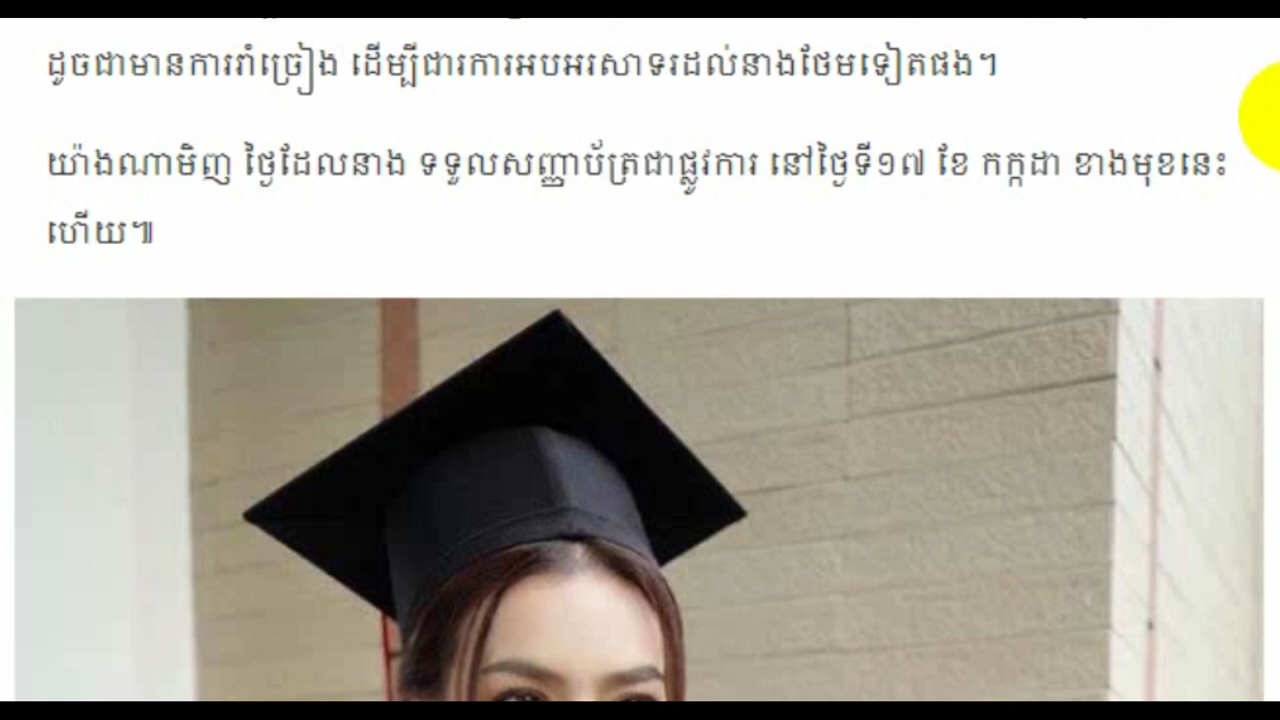 ដូចជាមានការរាំច្រៀង ដើម្បីជារការអបអរសាទរដល់នាងថែមទៀតផង។
យ៉ាងណាមិញ ថ្ងៃដែលនាង ទទួលសញ្ញាប័ត្រជាផ្លូវការ នៅថ្ងៃទី១៧ ខែ កក្កដា ខាងមុខនេះ
ហើយ៕